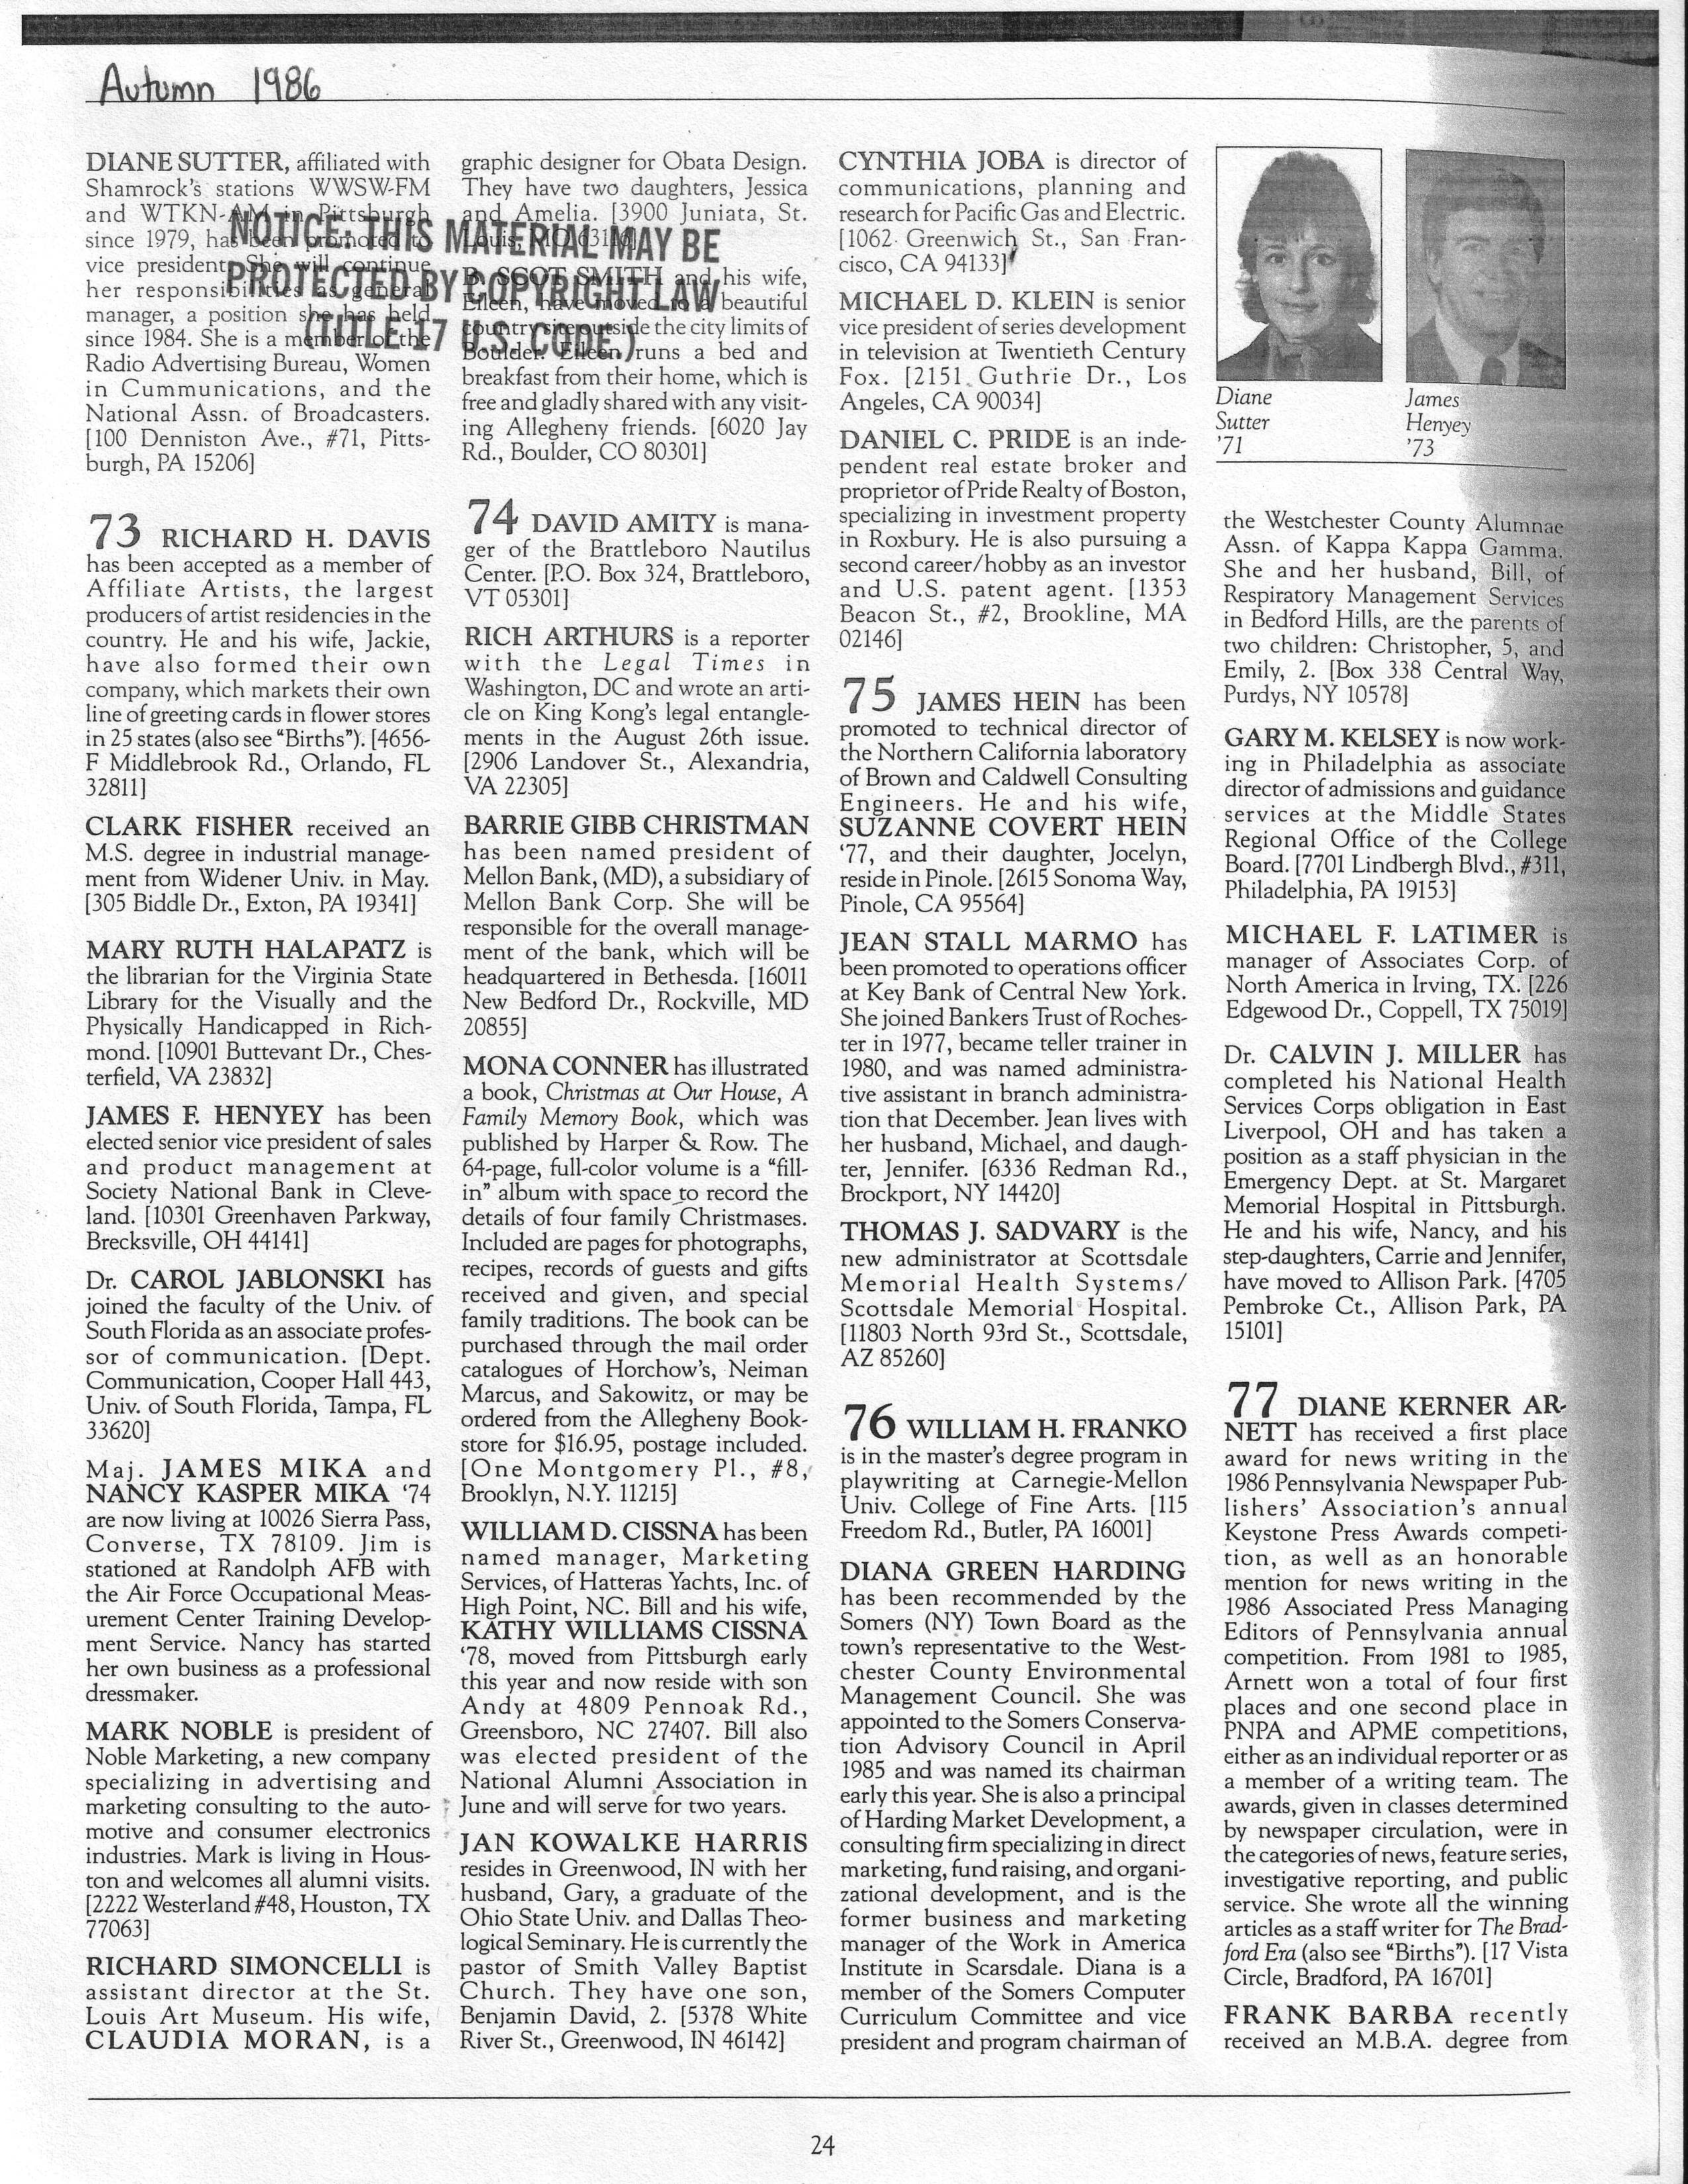 Autumn 1986
DIANE SUTTER, affiliated with
Shamrock's stations WWSW-FM
and WTKN-AM in Pittsburgh
since 1979, has been promoted to
vice president. She will continue
her responsibilities as general
manager, a position she has held
since 1984. She is a member of the
Radio Advertising Bureau, Women
in Cummunications, and the
National Assn. of Broadcasters.
[100 Denniston Ave., #71, Pitts-
burgh, PA 15206]
73 RICHARD H. DAVIS
has been accepted as a member of
Affiliate Artists, the largest
producers of artist residencies in the
country. He and his wife, Jackie,
have also formed their own
company, which markets their own
line of greeting cards in flower stores
in 25 states (also see "Births"). [4656-
F Middlebrook Rd., Orlando, FL
32811]
CLARK FISHER received an
M.S. degree in industrial manage-
ment from Widener Univ. in May.
[305 Biddle Dr., Exton, PA 19341]
MARY RUTH HALAPATZ is
the librarian for the Virginia State
Library for the Visually and the
Physically Handicapped in Rich-
mond. [10901 Buttevant Dr., Ches-
terfield, VA 23832]
JAMES F. HENYEY has been
elected senior vice president of sales
and product management at
Society National Bank in Cleve-
land. [10301 Greenhaven Parkway,
Brecksville, OH 44141]
Dr. CAROL JABLONSKI has
joined the faculty of the Univ. of
South Florida as an associate profes-
sor of communication. [Dept.
Communication, Cooper Hall 443,
Univ. of South Florida, Tampa, FL
33620]
Maj. JAMES MIKA and
NANCY KASPER MIKA '74
are now living at 10026 Sierra Pass,
Converse, TX 78109. Jim is
stationed at Randolph AFB with
the Air Force Occupational Meas-
urement Center Training Develop-
ment Service. Nancy has started
her own business as a professional
dressmaker.
MARK NOBLE is president of
Noble Marketing, a new company
specializing in advertising and
marketing consulting to the auto-
motive and consumer electronics
industries. Mark is living in Hous-
ton and welcomes all alumni visits.
[2222 Westerland #48, Houston, TX
77063]
RICHARD SIMONCELLI is
assistant director at the St.
Louis Art Museum. His wife,
CLAUDIA MORAN, is a
graphic designer for Obata Design.
They have two daughters, Jessica
and Amelia. [3900 Juniata, St.
Louis, MO 63116]
B. SCOT SMITH and his wife,
Eileen, have moved to a beautiful
country site outside the city limits of
Boulder. Eileen runs a bed and
breakfast from their home, which is
free and gladly shared with any visit-
ing Allegheny friends. [6020 Jay
Rd., Boulder, CO 80301]
NOTICE: THIS MATERIAL MAY BE
PROTECTED BY COPYRIGHT LAW
(TITLE 17 U.S. CODE.)
74 DAVID AMITY is mana-
ger of the Brattleboro Nautilus
Center. [P.O. Box 324, Brattleboro,
VT 05301]
RICH ARTHURS is a reporter
with the Legal Times in
Washington, DC and wrote an arti-
cle on King Kong's legal entangle-
ments in the August 26th issue.
[2906 Landover St., Alexandria,
VA 22305]
BARRIE GIBB CHRISTMAN
has been named president of
Mellon Bank, (MD), a subsidiary of
Mellon Bank Corp. She will be
responsible for the overall manage-
ment of the bank, which will be
headquartered in Bethesda. [16011
New Bedford Dr., Rockville, MD
20855]
MONA CONNER has illustrated
a book, Christmas at Our House, A
Family Memory Book, which was
published by Harper & Row. The
64-page, full-color volume is a "fill-
in" album with space to record the
details of four family Christmases.
Included are pages for photographs,
recipes, records of guests and gifts
received and given, and special
family traditions. The book can be
purchased through the mail order
catalogues of Horchow's, Neiman
Marcus, and Sakowitz, or may be
ordered from the Allegheny Book-
store for $16.95, postage included.
[One Montgomery Pl., #8,
Brooklyn, N.Y. 11215]
WILLIAM D. CISSNA has been
named manager, Marketing
Services, of Hatteras Yachts, Inc. of
High Point, NC. Bill and his wife,
KATHY WILLIAMS CISSNA
'78, moved from Pittsburgh early
this year and now reside with son
Andy at 4809 Pennoak Rd.,
Greensboro, NC 27407. Bill also
was elected president of the
National Alumni Association in
June and will serve for two years.
JAN KOWALKE HARRIS
resides in Greenwood, IN with her
husband, Gary, a graduate of the
Ohio State Univ. and Dallas Theo-
logical Seminary. He is currently the
pastor of Smith Valley Baptist
Church. They have one son,
Benjamin David, 2. [5378 White
River St., Greenwood, IN 46142]
CYNTHIA JOBA is director of
communications, planning and
research for Pacific Gas and Electric.
[1062 Greenwich St., San Fran-
cisco, CA 94133]
MICHAEL D. KLEIN is senior
vice president of series development
in television at Twentieth Century
Fox. [2151 Guthrie Dr., Los
Angeles, CA 90034]
DANIEL C. PRIDE is an inde-
pendent real estate broker and
proprietor of Pride Realty of Boston,
specializing in investment property
in Roxbury. He is also pursuing a
second career/hobby as an investor
and U.S. patent agent. [1353
Beacon St., #2, Brookline, MA
02146]
75 JAMES HEIN has been
promoted to technical director of
the Northern California laboratory
of Brown and Caldwell Consulting
Engineers. He and his wife,
SUZANNE COVERT HEIN
'77, and their daughter, Jocelyn,
reside in Pinole. [2615 Sonoma Way,
Pinole, CA 95564]
JEAN STALL MARMO has
been promoted to operations officer
at Key Bank of Central New York.
She joined Bankers Trust of Roches-
ter in 1977, became teller trainer in
1980, and was named administra-
tive assistant in branch administra-
tion that December. Jean lives with
her husband, Michael, and daugh-
ter, Jennifer. [6336 Redman Rd.,
Brockport, NY 14420]
THOMAS J. SADVARY is the
new administrator at Scottsdale
Memorial Health Systems/
Scottsdale Memorial Hospital.
[11803 North 93rd St., Scottsdale,
AZ 85260]
76 WILLIAM H. FRANKO
is in the master's degree program in
playwriting at Carnegie-Mellon
Univ. College of Fine Arts. [115
Freedom Rd., Butler, PA 16001]
DIANA GREEN HARDING
has been recommended by the
Somers (NY) Town Board as the
town's representative to the West-
chester County Environmental
Management Council. She was
appointed to the Somers Conserva-
tion Advisory Council in April
1985 and was named its chairman
early this year. She is also a principal
of Harding Market Development, a
consulting firm specializing in direct
marketing, fund raising, and organi-
zational development, and is the
former business and marketing
manager of the Work in America
Institute in Scarsdale. Diana is a
member of the Somers Computer
Curriculum Committee and vice
president and program chairman of
Diane
Sutter
'71
James
Henyey
'73
the Westchester County Alumnae
Assn. of Kappa Kappa Gamma.
She and her husband, Bill, of
Respiratory Management Services
in Bedford Hills, are the parents of
two children: Christopher, 5, and
Emily, 2. [Box 338 Central Way,
Purdys, NY 10578]
GARY M. KELSEY is now work-
ing in Philadelphia as associate
director of admissions and guidance
services at the Middle States
Regional Office of the College
Board. [7701 Lindbergh Blvd., #311,
Philadelphia, PA 19153]
MICHAEL F. LATIMER is
manager of Associates Corp. of
North America in Irving, TX. [226
Edgewood Dr., Coppell, TX 75019]
Dr. CALVIN J. MILLER has
completed his National Health
Services Corps obligation in East
Liverpool, OH and has taken a
position as a staff physician in the
Emergency Dept. at St. Margaret
Memorial Hospital in Pittsburgh.
He and his wife, Nancy, and his
step-daughters, Carrie and Jennifer,
have moved to Allison Park. [4705
Pembroke Ct., Allison Park, PA
15101]
77 DIANE KERNER AR-
NETT has received a first place
award for news writing in the
1986 Pennsylvania Newspaper Pub-
lishers' Association's annual
Keystone Press Awards competi-
tion, as well as an honorable
mention for news writing in the
1986 Associated Press Managing
Editors of Pennsylvania annual
competition. From 1981 to 1985,
Arnett won a total of four first
places and one second place in
PNPA and APME competitions,
either as an individual reporter or as
a member of a writing team. The
awards, given in classes determined
by newspaper circulation, were in
the categories of news, feature series,
investigative reporting, and public
service. She wrote all the winning
articles as a staff writer for The Brad-
ford Era (also see "Births"). [17 Vista
Circle, Bradford, PA 16701]
FRANK BARBA recently
received an M.B.A. degree from
24